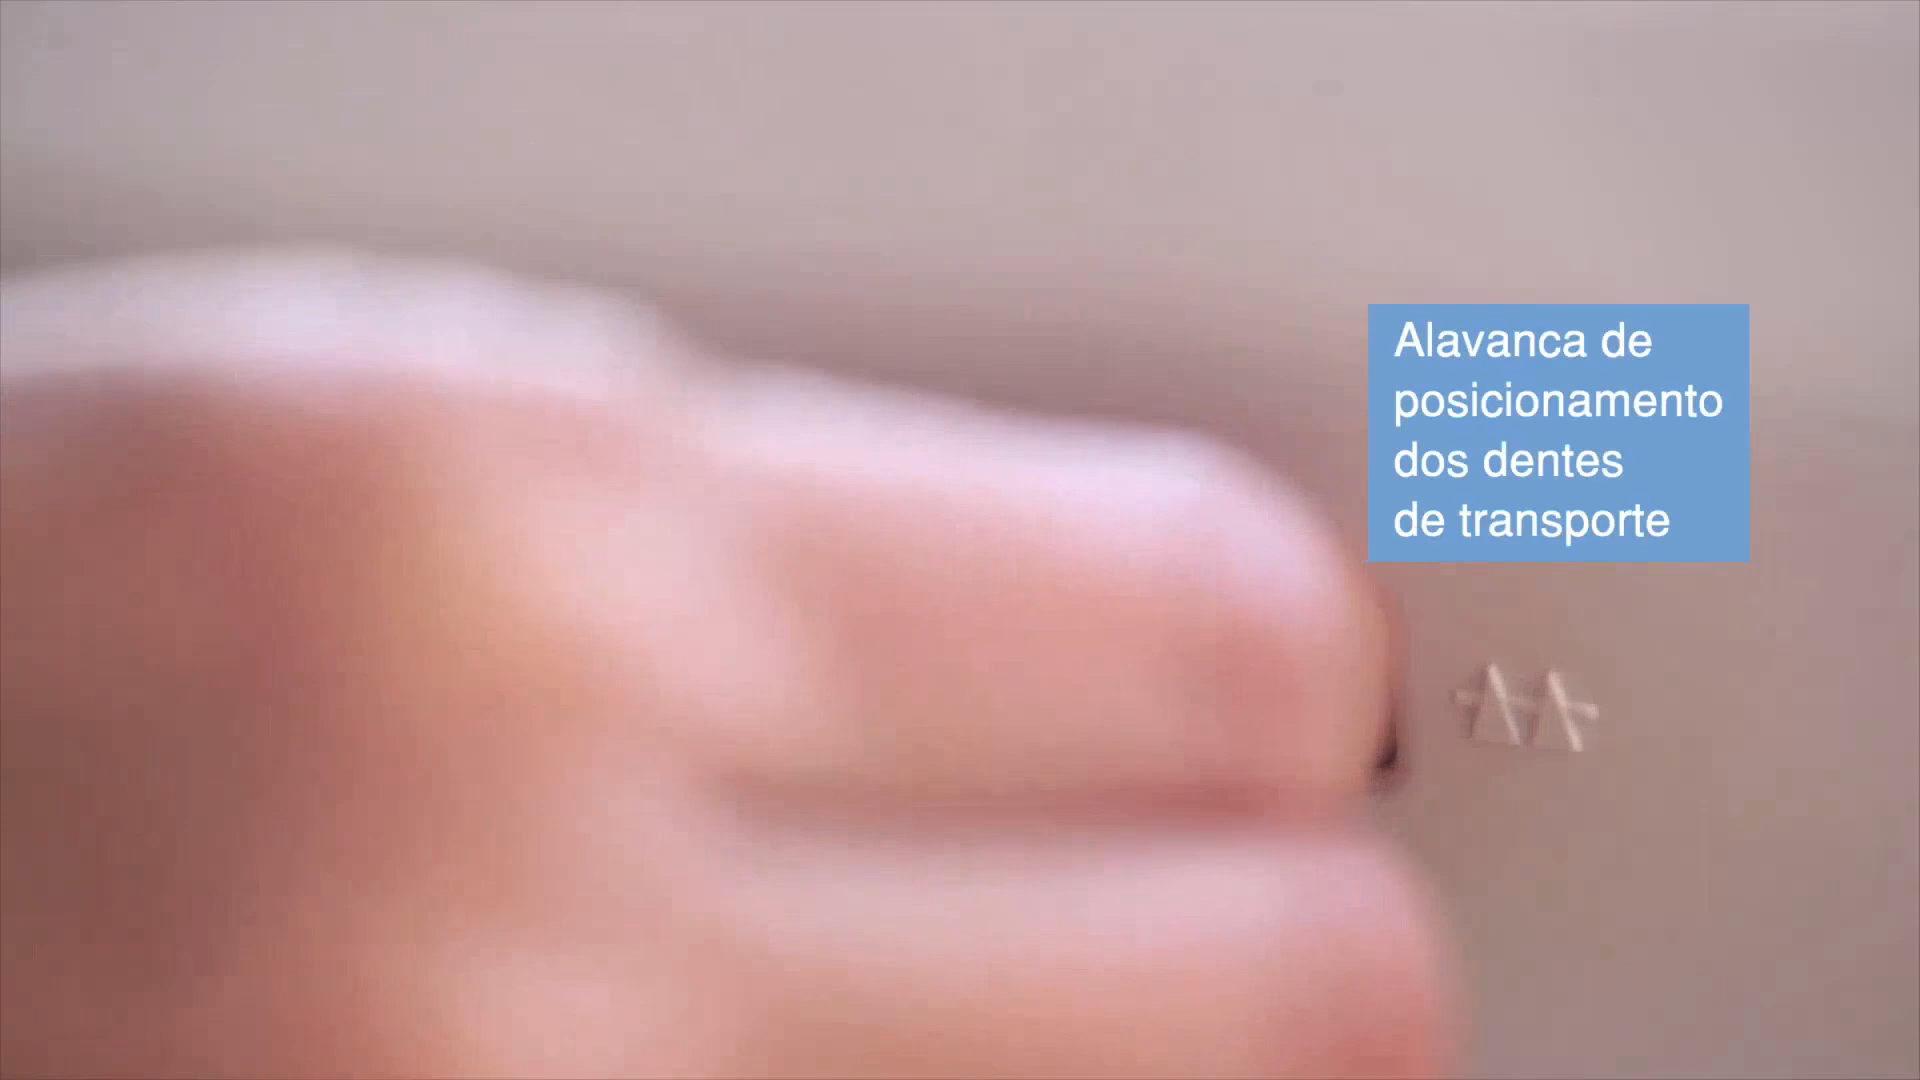 Alavanca de
posicionamento
dos dentes
de transporte